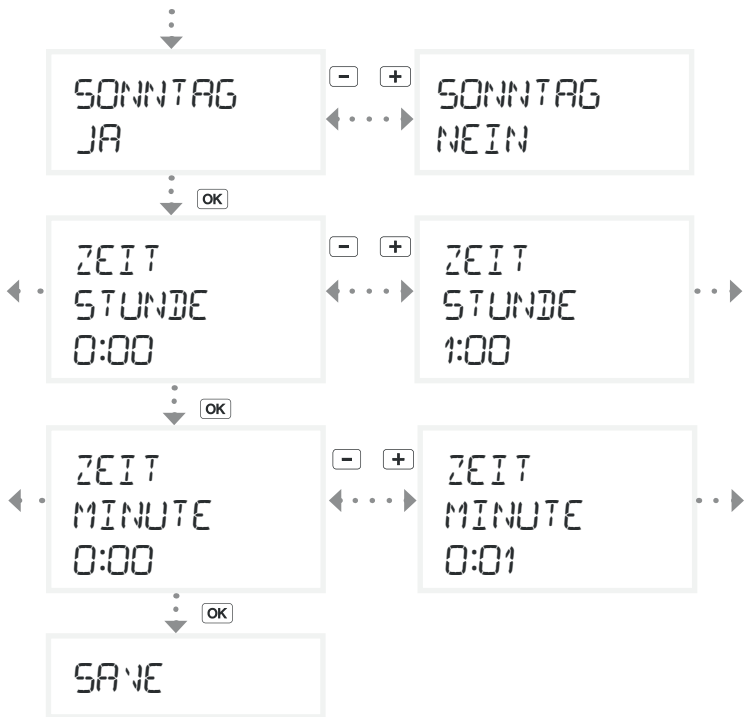 SONNTAG
JA
- +
SONNTAG
NEIN
OK
ZEIT
STUNDE
0:00
- +
ZEIT
STUNDE
1:00
OK
ZEIT
MINUTE
0:00
- +
ZEIT
MINUTE
0:01
OK
SAVE